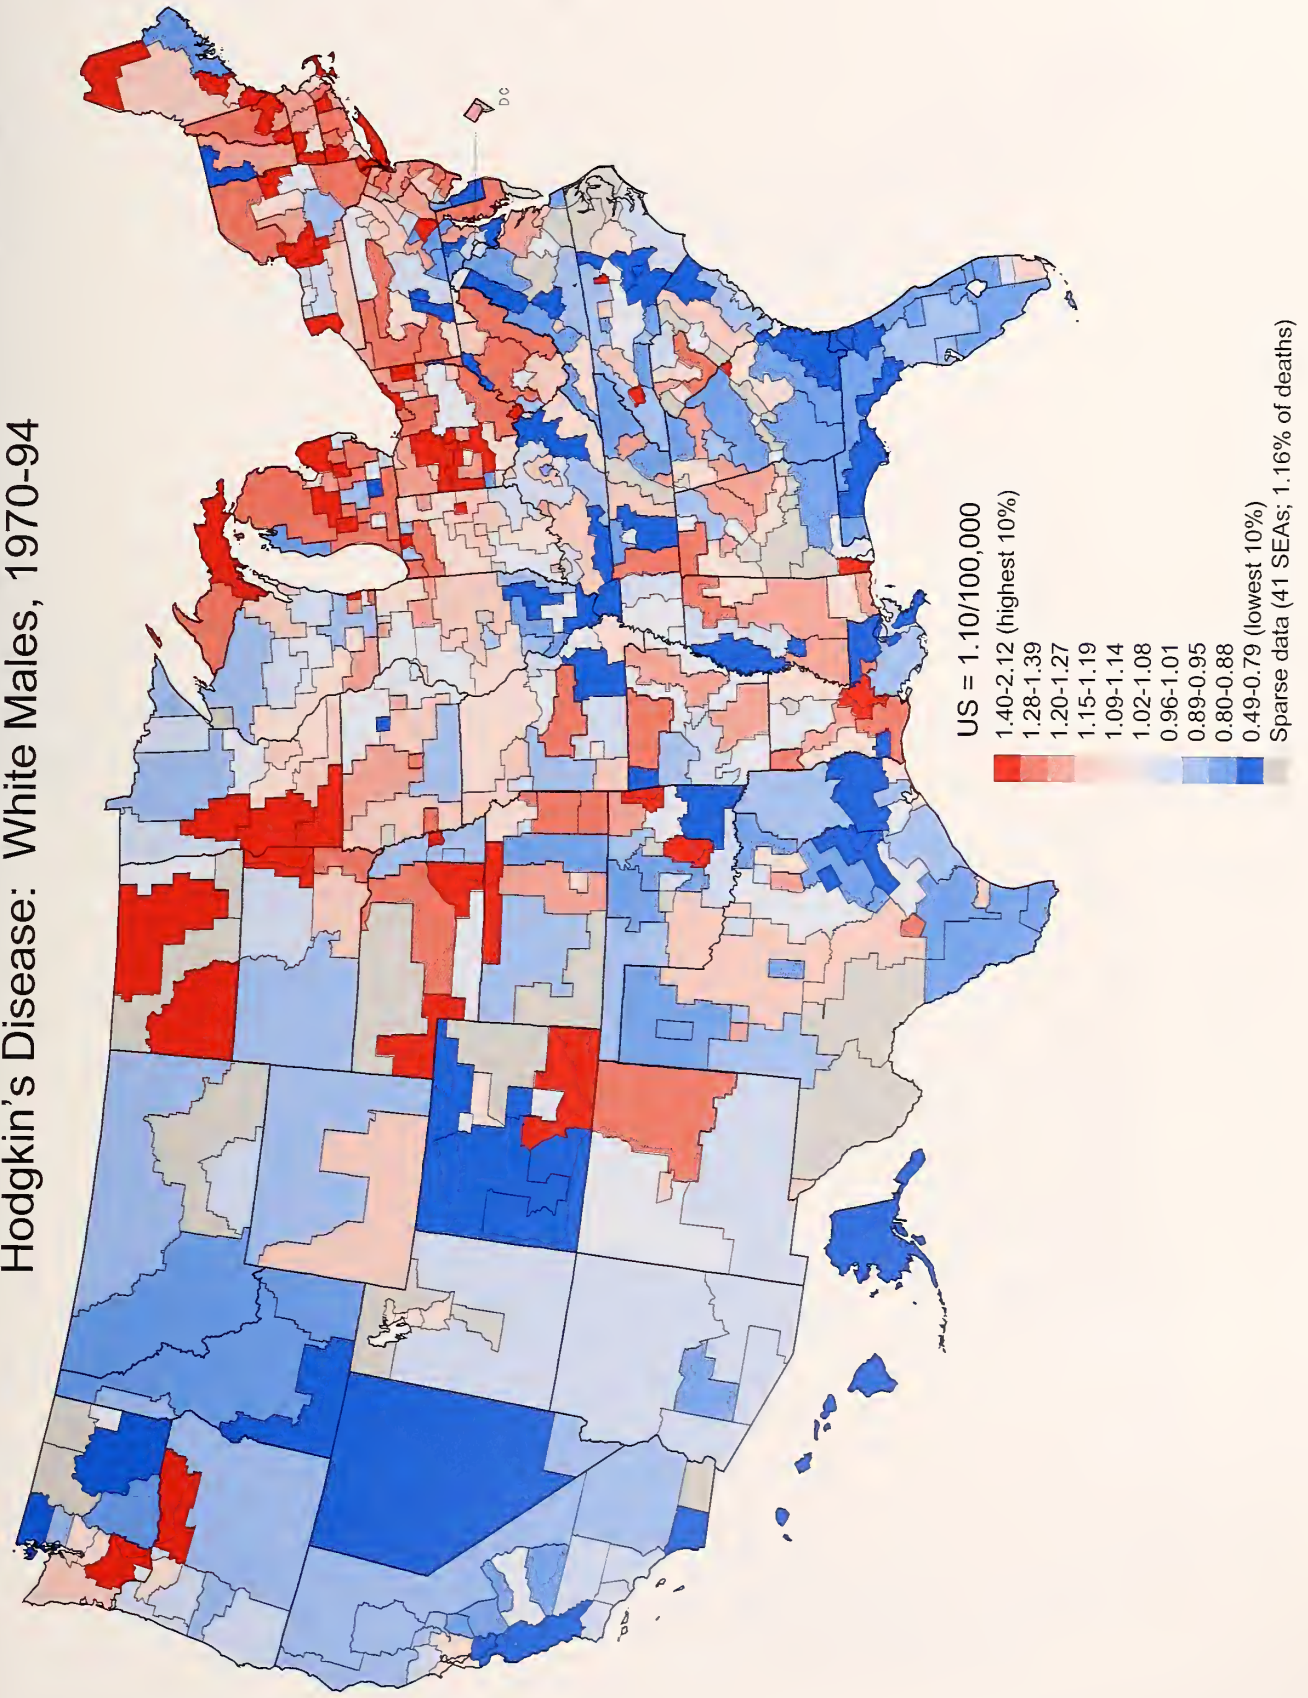 Hodgkin's Disease: White Males, 1970-94
DC
US = 1.10/100,000
1.40-2.12 (highest 10%)
1.28-1.39
1.20-1.27
1.15-1.19
1.09-1.14
1.02-1.08
0.96-1.01
0.89-0.95
0.80-0.88
0.49-0.79 (lowest 10%)
Sparse data (41 SEAs; 1.16% of deaths)